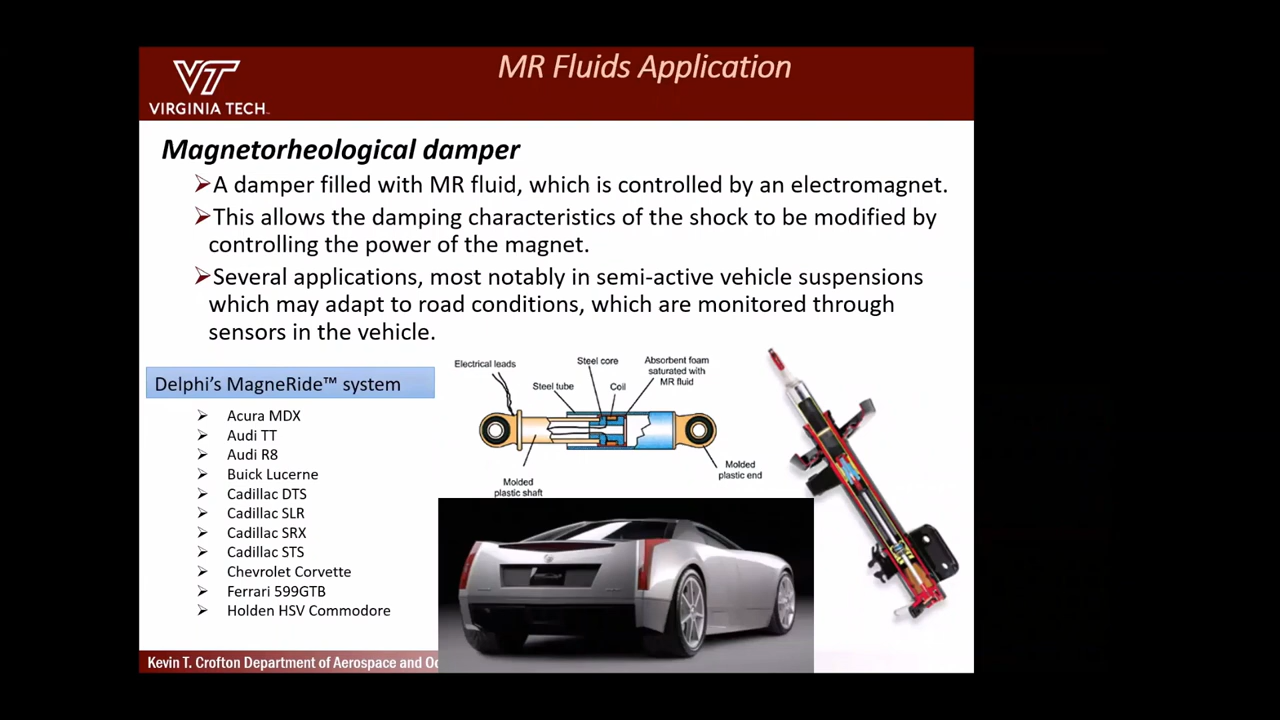 VIRGINIA TECH
MR Fluids Application
Magnetorheological damper
A damper filled with MR fluid, which is controlled by an electromagnet.
This allows the damping characteristics of the shock to be modified by
controlling the power of the magnet.
Several applications, most notably in semi-active vehicle suspensions
which may adapt to road conditions, which are monitored through
sensors in the vehicle.
Delphi's MagneRide™ system
Acura MDX
Audi TT
Audi R8
Buick Lucerne
Cadillac DTS
Cadillac SLR
Cadillac SRX
Cadillac STS
Chevrolet Corvette
Ferrari 599GTB
Holden HSV Commodore
Electrical leads
Steel core
Absorbent foam
saturated with
MR fluid
Steel tube
Coil
Molded
plastic shaft
Molded
plastic end
Kevin T. Crofton Department of Aerospace and Oc